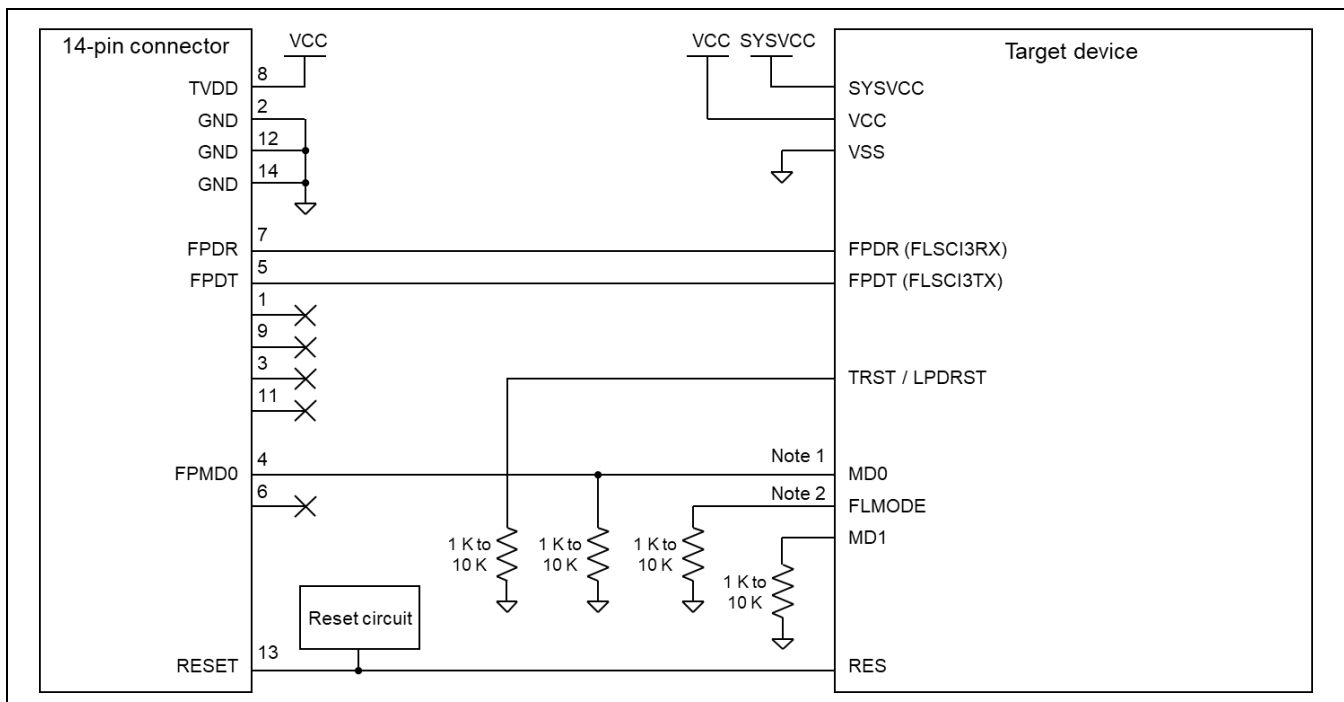 14-pin connector
VCC
VCC
SYSVCC
Target device
8
TVDD
SYSVCC
2
GND
VCC
12
GND
VSS
14
GND
7
FPDR
FPDR (FLSCI3RX)
5
FPDT
FPDT (FLSCI3TX)
1
9
3
TRST / LPDRST
11
4
Note 1
FPMD0
MD0
6
Note 2
FLMODE
MD1
1 K to
10 K
1 K to
10 K
1 K to
10 K
1 K to
10 K
Reset circuit
13
RESET
RES